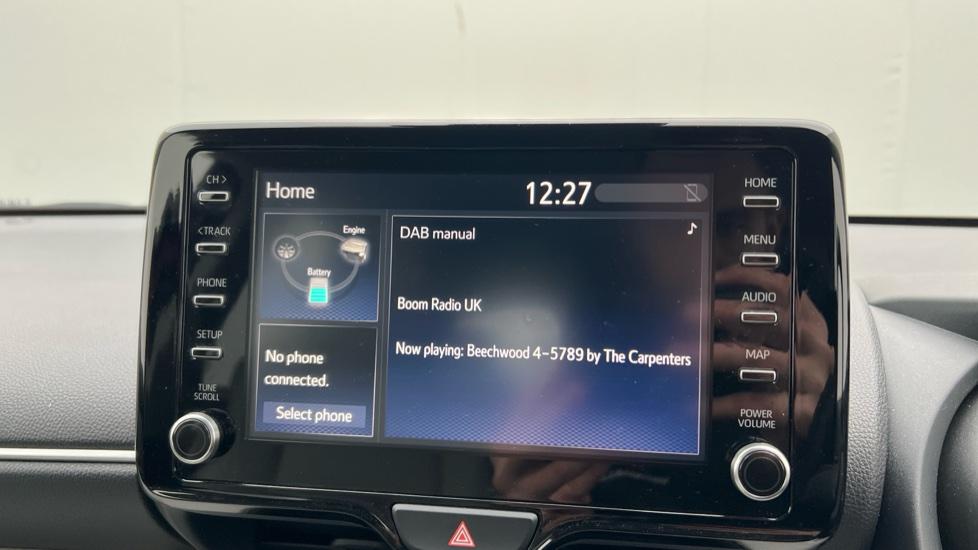 CH >
<TRACK
PHONE
SETUP
TUNE
SCROLL
Home
12:27
Engine
Battery
No phone
connected.
Select phone
DAB manual
Boom Radio UK
Now playing: Beechwood 4-5789 by The Carpenters
HOME
MENU
AUDIO
MAP
POWER
VOLUME